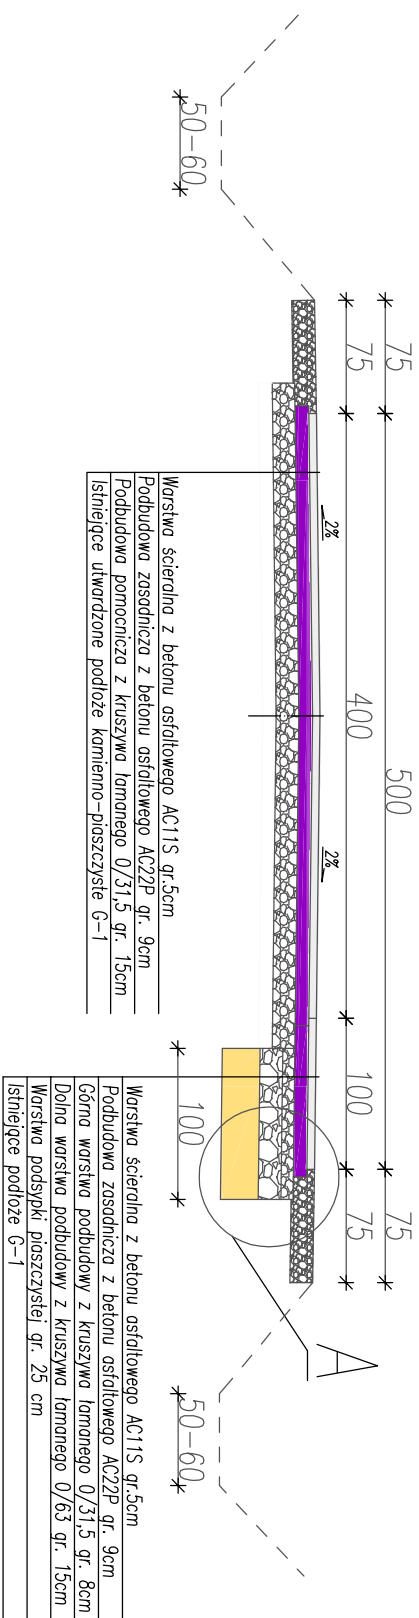 75
500
75
75
400
100
75
2%
2%
A
50-60
50-60
100
Warstwa ścieralna z betonu asfaltowego AC11S gr.5cm
Podbudowa zasadnicza z betonu asfaltowego AC22P gr. 9cm
Podbudowa pomocnicza z kruszywa łamanego 0/31,5 gr. 15cm
Istniejące utwardzone podłoże kamienno-piaszczyste G-1
Warstwa ścieralna z betonu asfaltowego AC11S gr.5cm
Podbudowa zasadnicza z betonu asfaltowego AC22P gr. 9cm
Górna warstwa podbudowy z kruszywa łamanego 0/31,5 gr. 8cm
Dolna warstwa podbudowy z kruszywa łamanego 0/63 gr. 15cm
Warstwa podsypki piaszczystej gr. 25 cm
Istniejące podłoże G-1